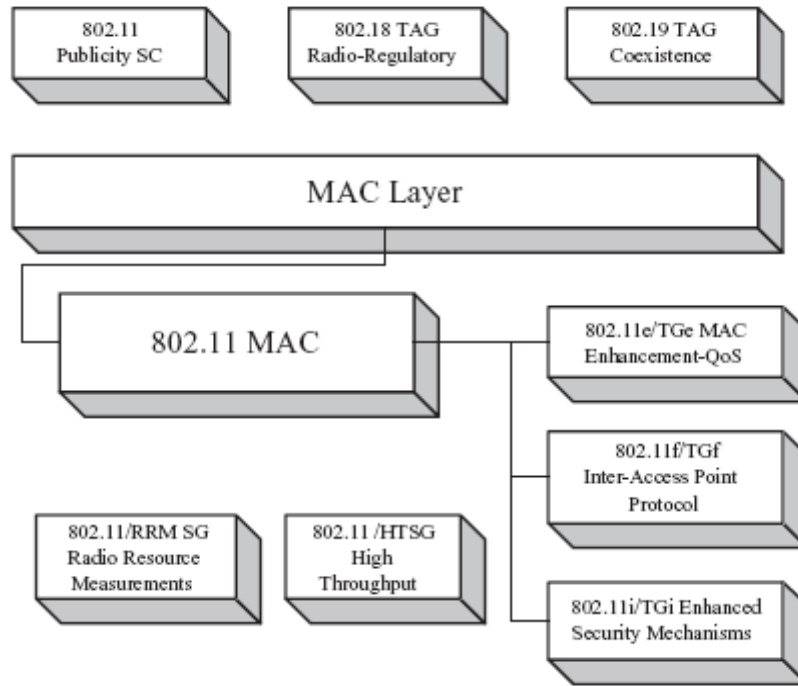 802.11
Publicity SC
802.18 TAG
Radio-Regulatory
802.19 TAG
Coexistence
MAC Layer
802.11 MAC
802.11e/TGe MAC
Enhancement-QoS
802.11f/TGf
Inter-Access Point
Protocol
802.11/RRM SG
Radio Resource
Measurements
802.11 /HTSG
High
Throughput
802.11i/TGi Enhanced
Security Mechanisms